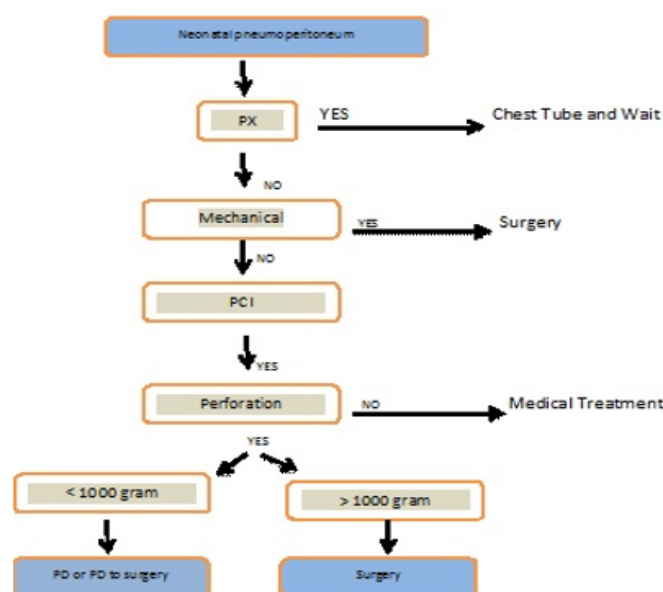 Neonatal pneumoperitoneum
PX
YES
Chest Tube and Wait
NO
Mechanical
YES
Surgery
NO
PCI
YES
Perforation
NO
Medical Treatment
YES
< 1000 gram
> 1000 gram
PD or PD to surgery
Surgery